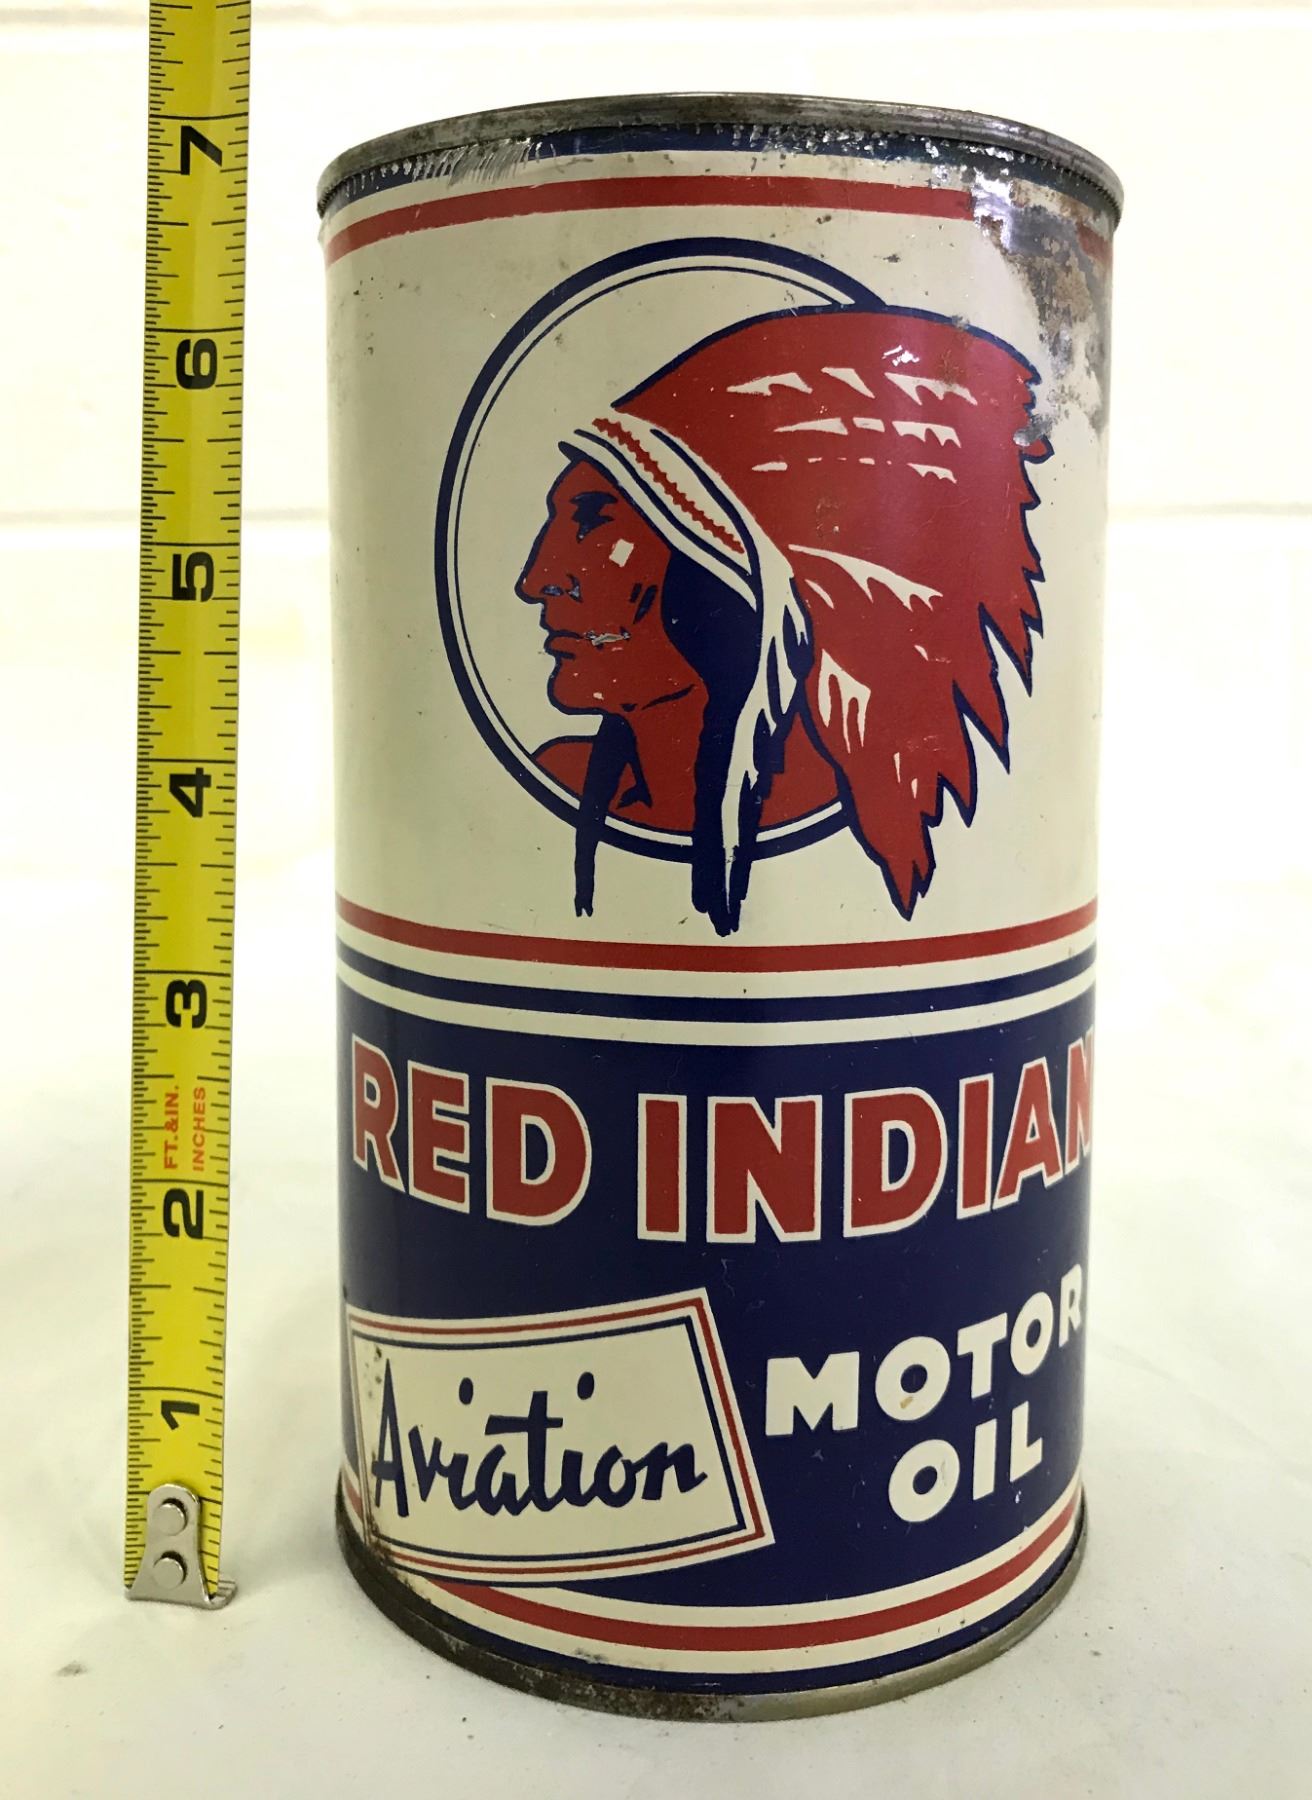 7
6
5
4
3
FT.&IN.
INCHES
2
1
RED INDIAN
Aviation
MOTOR
OIL